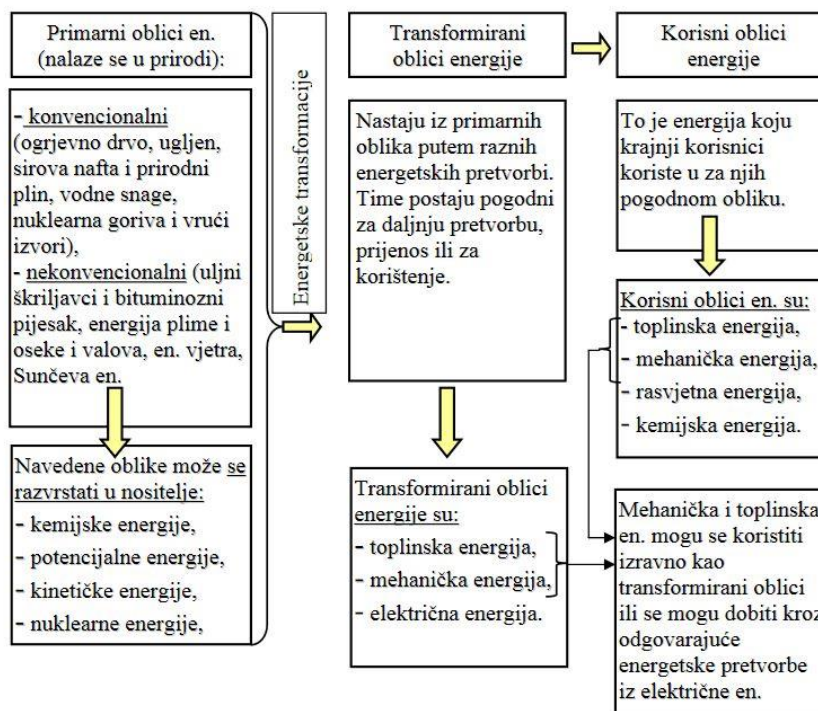 Primarni oblici en.
(nalaze se u prirodi):
- konvencionalni
(ogrjevno drvo, ugljen,
sirova nafta i prirodni
plin, vodne snage,
nuklearna goriva i vrući
izvori),
- nekonvencionalni (uljni
škriljavci i bituminozni
pijesak, energija plime i
oseke i valova, en. vjetra,
Sunčeva en.
Navedene oblike može se
razvrstati u nositelje:
- kemijske energije,
- potencijalne energije,
- kinetičke energije,
- nuklearne energije,
Energetske transformacije
Transformirani
oblici energije
Nastaju iz primarnih
oblika putem raznih
energetskih pretvorbi.
Time postaju pogodni
za daljnju pretvorbu,
prijenos ili za
korištenje.
Transformirani oblici
energije su:
- toplinska energija,
- mehanička energija,
- električna energija.
Korisni oblici
energije
To je energija koju
krajnji korisnici
koriste u za njih
pogodnom obliku.
Korisni oblici en. su:
- toplinska energija,
- mehanička energija,
- rasvjetna energija,
- kemijska energija.
Mehanička i toplinska
en. mogu se koristiti
izravno kao
transformirani oblici
ili se mogu dobiti kroz
odgovarajuće
energetske pretvorbe
iz električne en.